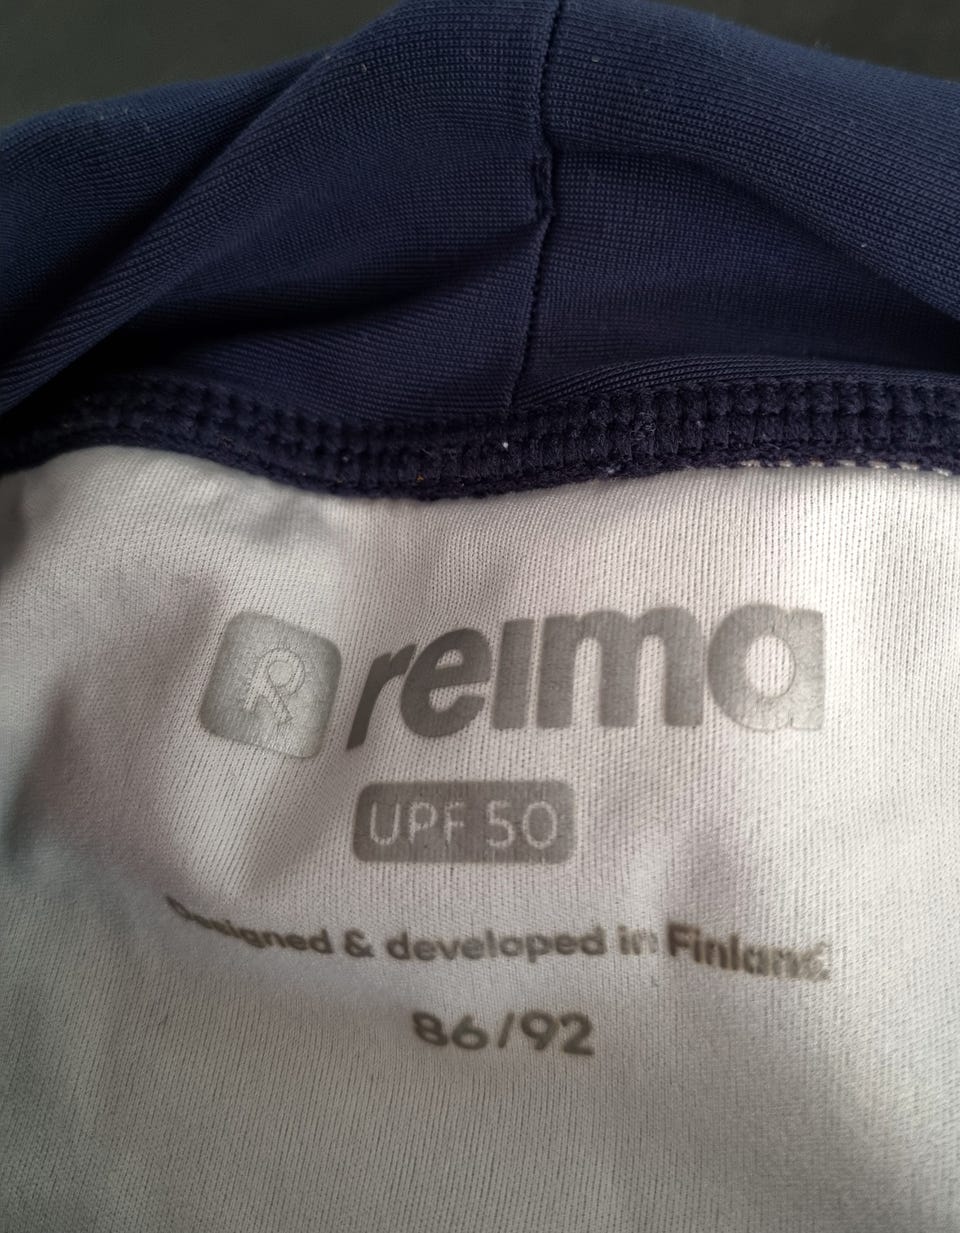 reima
UPF 50
Designed & developed in Finland.
86/92